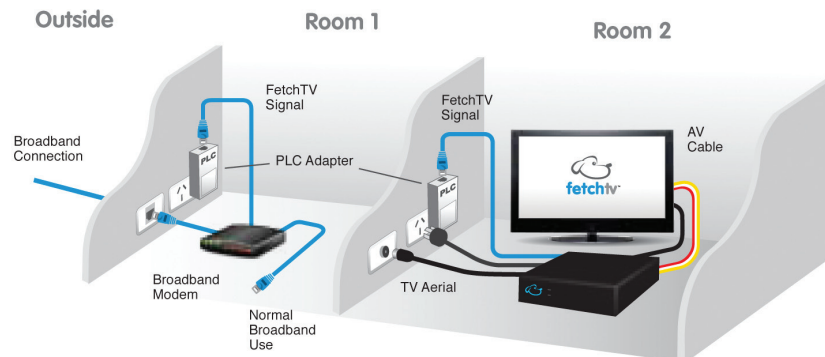 Outside
Room 1
Room 2
FetchTV
Signal
FetchTV
Signal
Broadband
Connection
AV
Cable
PLC
PLC Adapter
PLC
fetchtv™
Broadband
Modem
TV Aerial
Normal
Broadband
Use